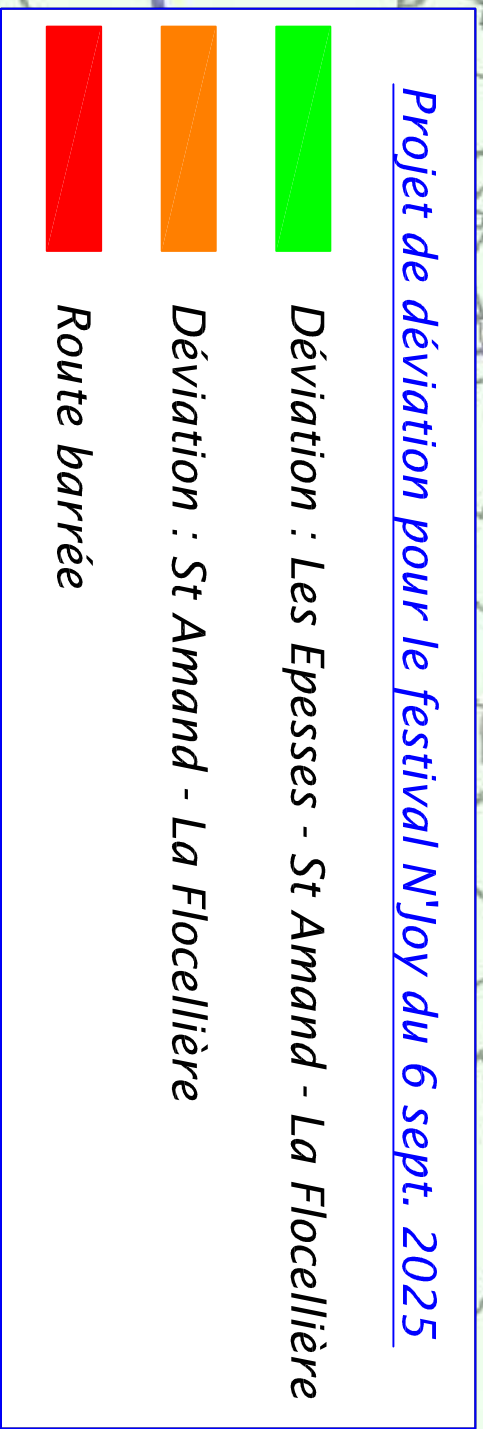 Projet de déviation pour le festival N'Joy du 6 sept. 2025
Déviation : Les Epesses - St Amand - La Flocellière
Déviation : St Amand - La Flocellière
Route barrée